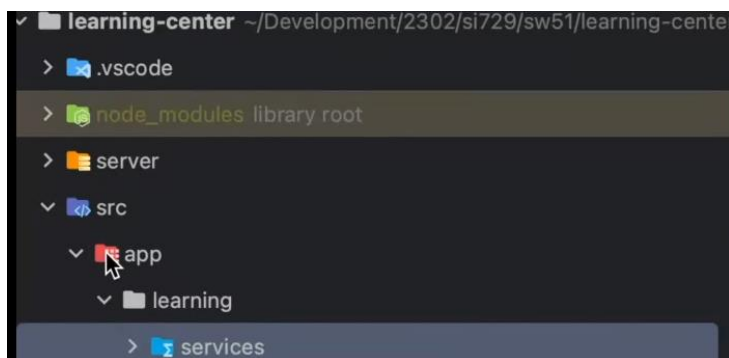 learning-center ~/Development/2302/si729/sw51/learning-cente
.vscode
node_modules library root
server
src
app
learning
services